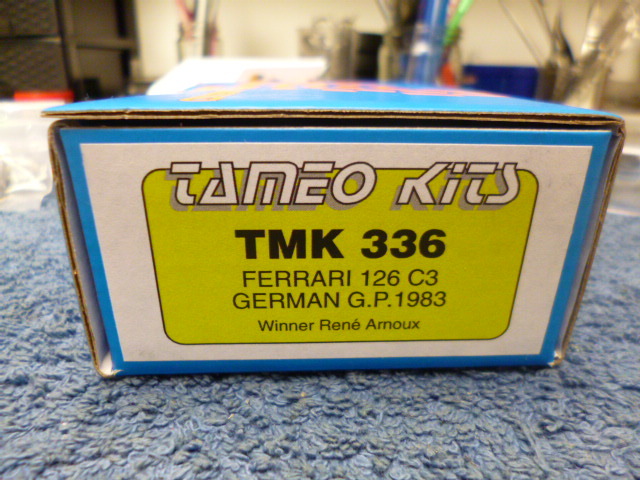 TAMEO KITS
TMK 336
FERRARI 126 C3
GERMAN G.P.1983
Winner René Arnoux